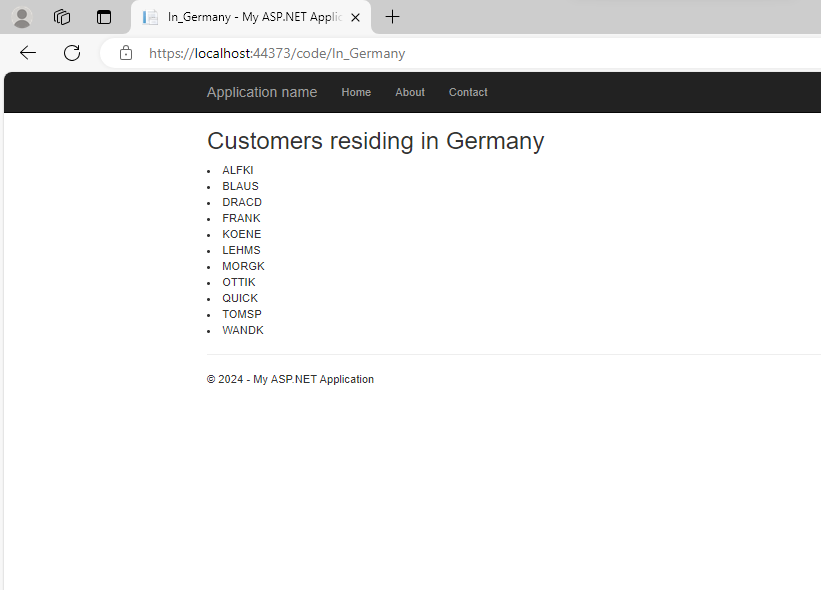 In_Germany - My ASP.NET Applic
https://localhost:44373/code/In_Germany
Application name Home About Contact
Customers residing in Germany
ALFKI
BLAUS
DRACD
FRANK
KOENE
LEHMS
MORGK
OTTIK
QUICK
TOMSP
WANDK
© 2024 - My ASP.NET Application